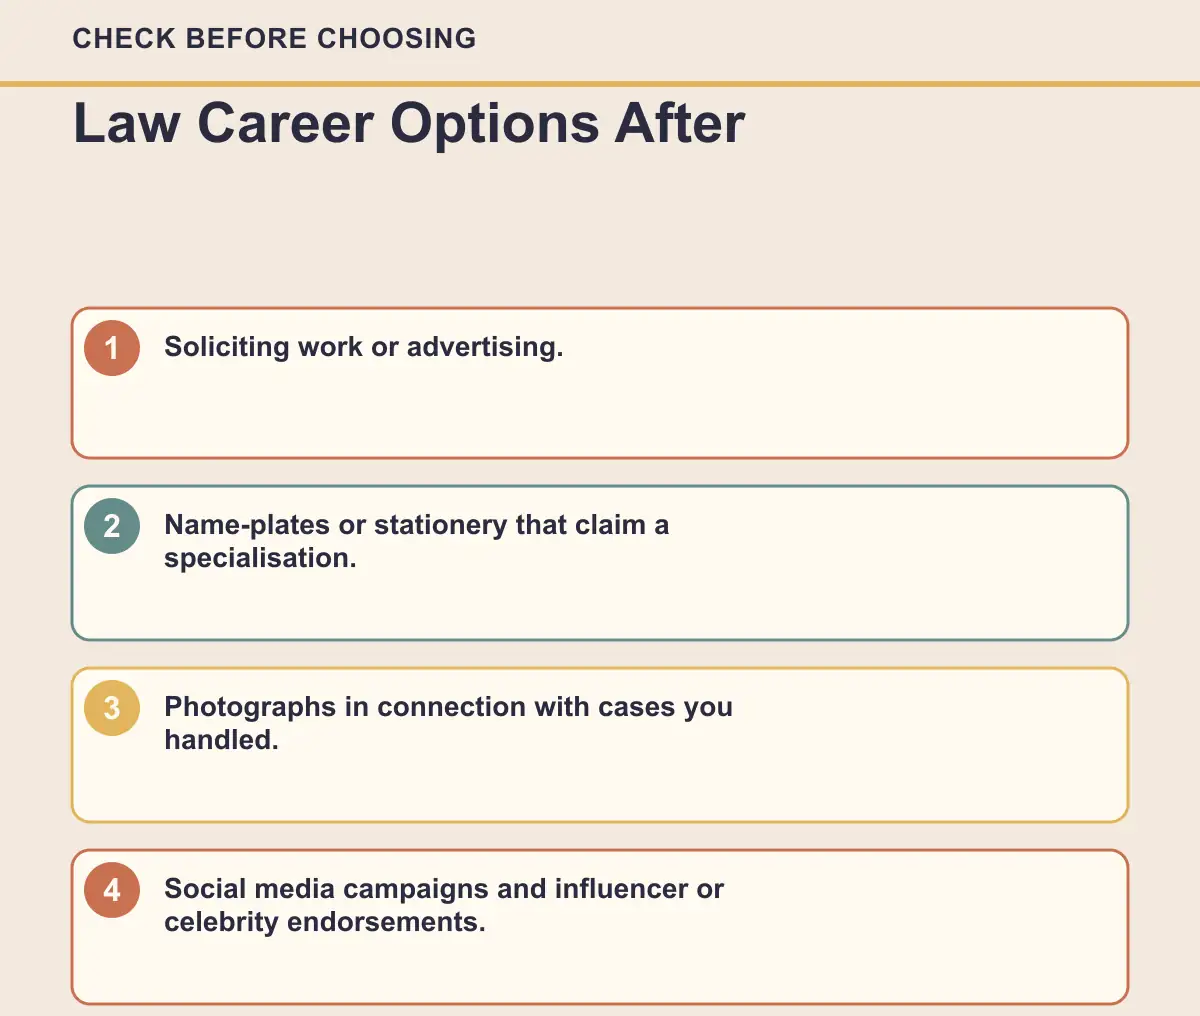 CHECK BEFORE CHOOSING
Law Career Options After
1
Soliciting work or advertising.
2
Name-plates or stationery that claim a
specialisation.
3
Photographs in connection with cases you
handled.
4
Social media campaigns and influencer or
celebrity endorsements.